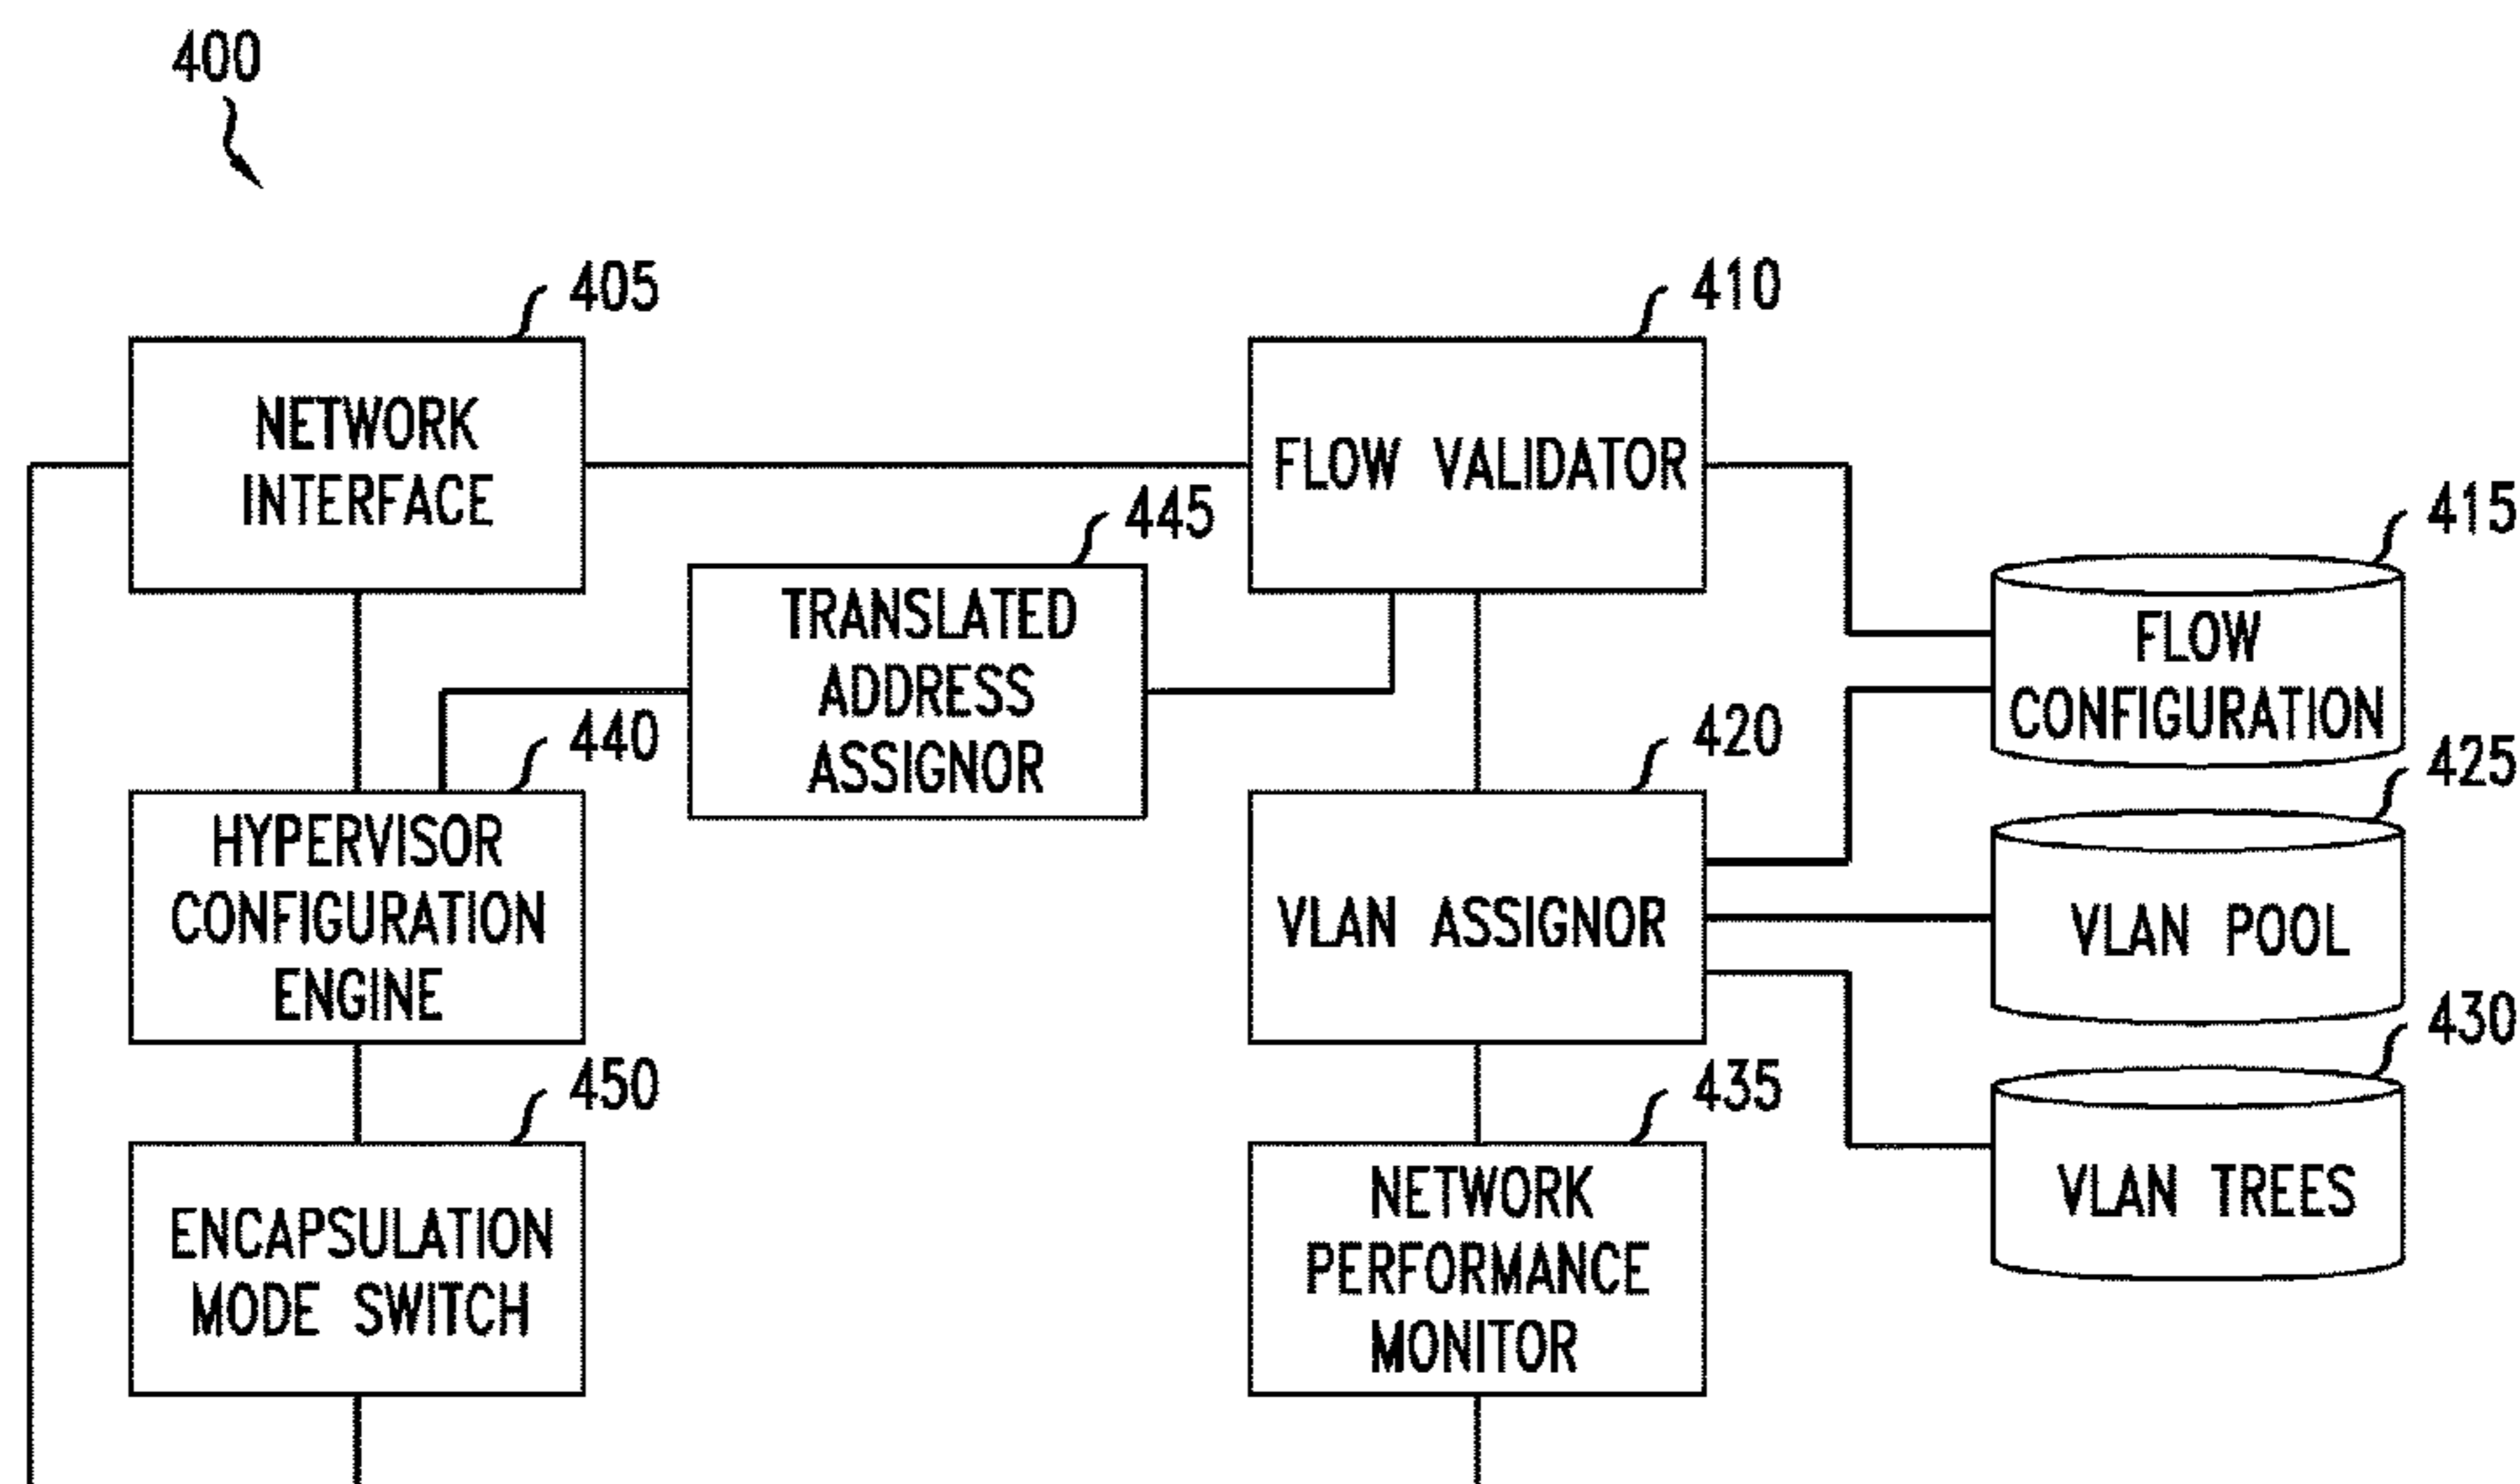 400
405
NETWORK
INTERFACE
410
FLOW VALIDATOR
445
TRANSLATED
ADDRESS
ASSIGNOR
415
FLOW
CONFIGURATION
440
HYPERVISOR
CONFIGURATION
ENGINE
420
VLAN ASSIGNOR
425
VLAN POOL
430
VLAN TREES
450
ENCAPSULATION
MODE SWITCH
435
NETWORK
PERFORMANCE
MONITOR